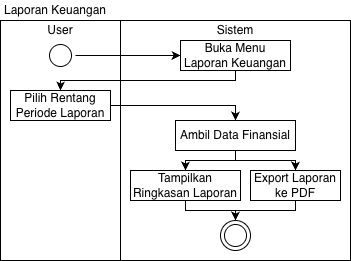 Laporan Keuangan
User
Sistem
Buka Menu
Laporan Keuangan
Pilih Rentang
Periode Laporan
Ambil Data Finansial
Tampilkan
Ringkasan Laporan
Export Laporan
ke PDF